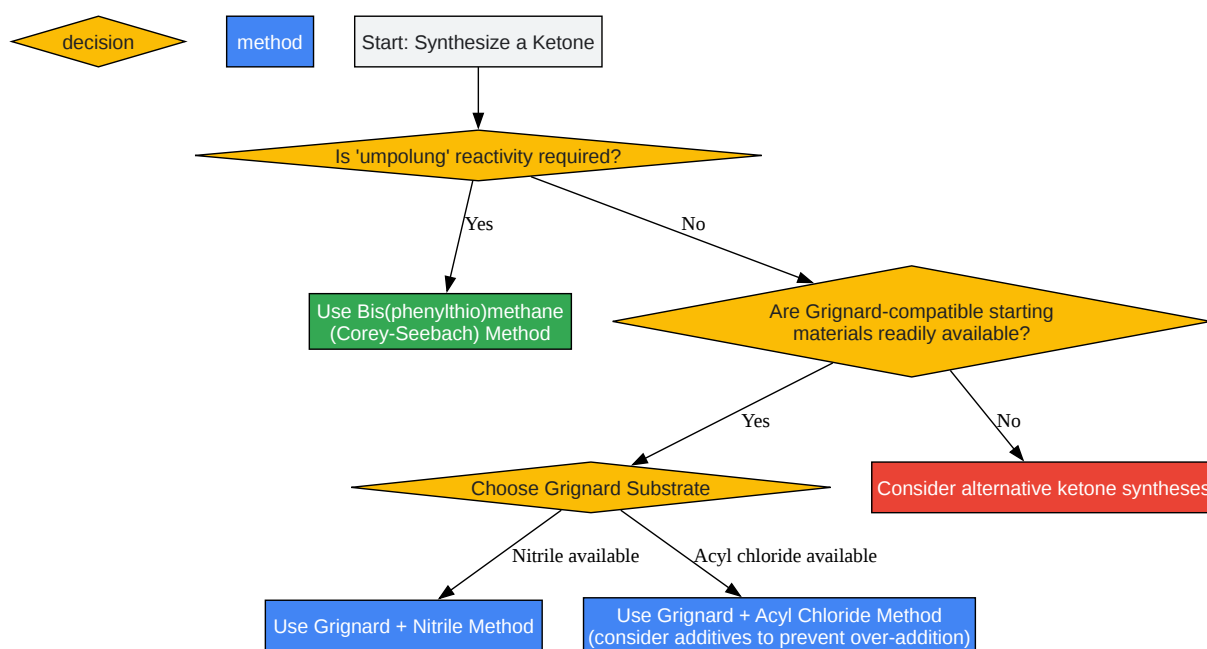 decision
method
Start: Synthesize a Ketone
Is 'umpolung' reactivity required?
Yes
No
Use Bis(phenylthio)methane
(Corey-Seebach) Method
Are Grignard-compatible starting
materials readily available?
Yes
No
Choose Grignard Substrate
Consider alternative ketone syntheses
Nitrile available
Acyl chloride available
Use Grignard + Nitrile Method
Use Grignard + Acyl Chloride Method
(consider additives to prevent over-addition)